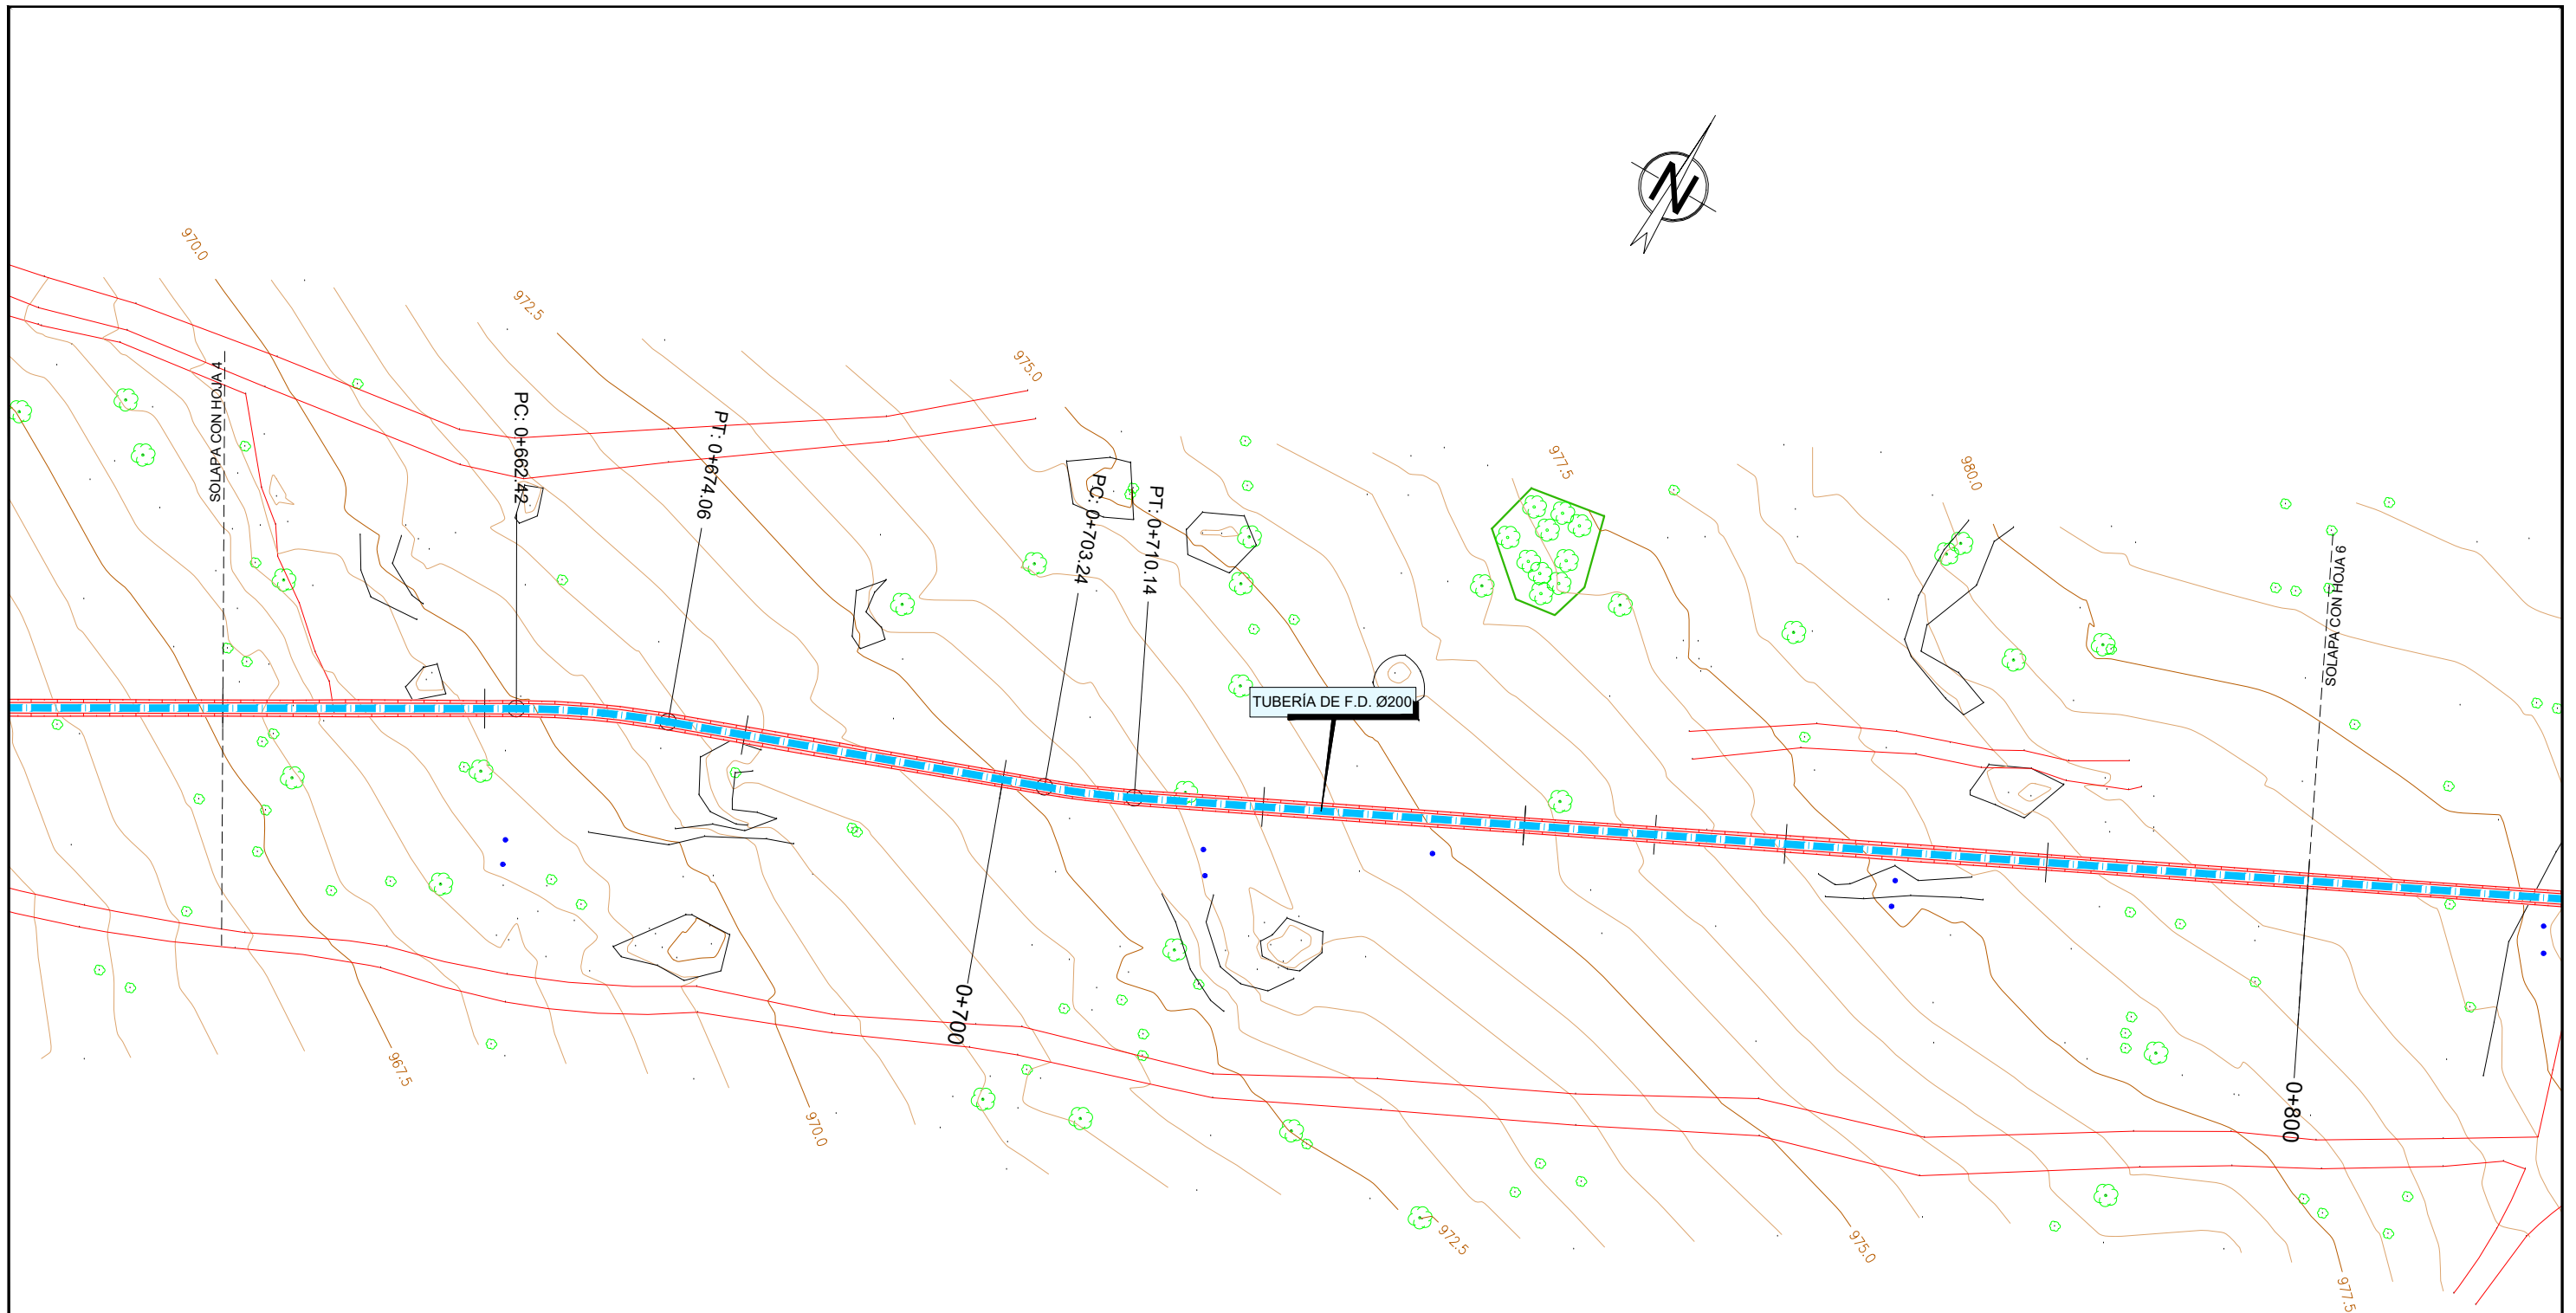 N
970.0
972.5
975.0
977.5
980.0
SOLAPA CON HOJA 4
PC: 0+662.42
PT: 0+674.06
PC: 0+703.24
PT: 0+710.14
SOLAPA CON HOJA 6
TUBERÍA DE F.D. Ø200
0+700
0+800
967.5
970.0
972.5
975.0
977.5